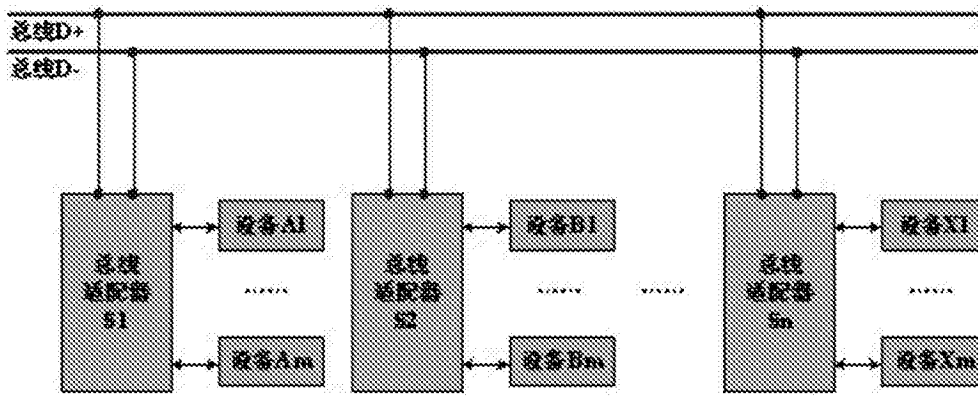 总线D+
总线D-
总线
适配器
S1
设备A1
……
设备Am
总线
适配器
S2
设备B1
……
设备Bm
……
总线
适配器
Sn
设备X1
……
设备Xm